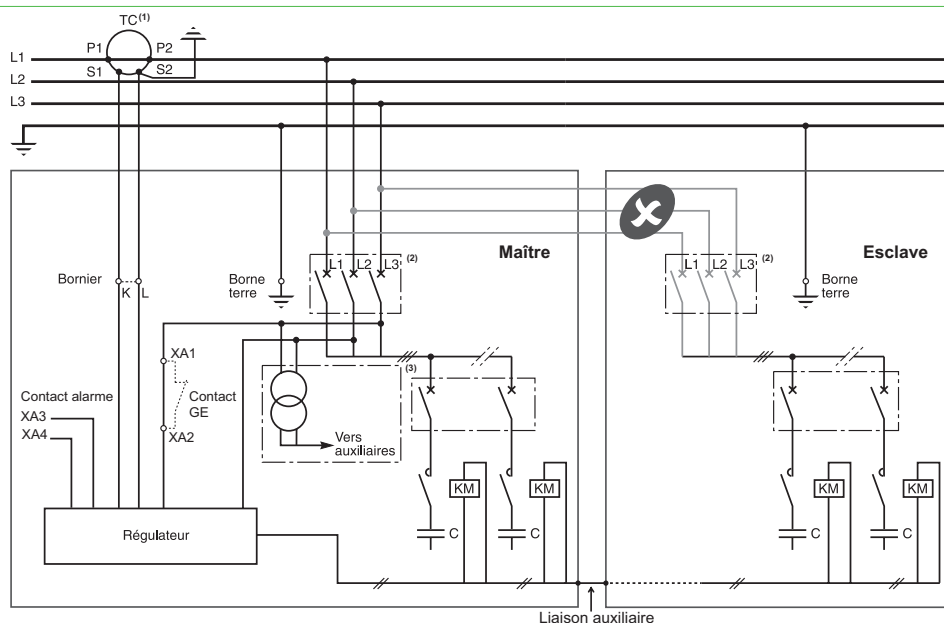 TC(1)
P1 P2
L1
S1 S2
L2
L3
Maître
Esclave
L1 L2 L3 (2)
L1 L2 L3 (2)
Bornier
K L
Borne
terre
Borne
terre
XA1
(3)
Contact
GE
Contact alarme
XA3
XA4
XA2
Vers
auxiliaires
KM
KM
KM
KM
C
C
C
C
Régulateur
Liaison auxiliaire